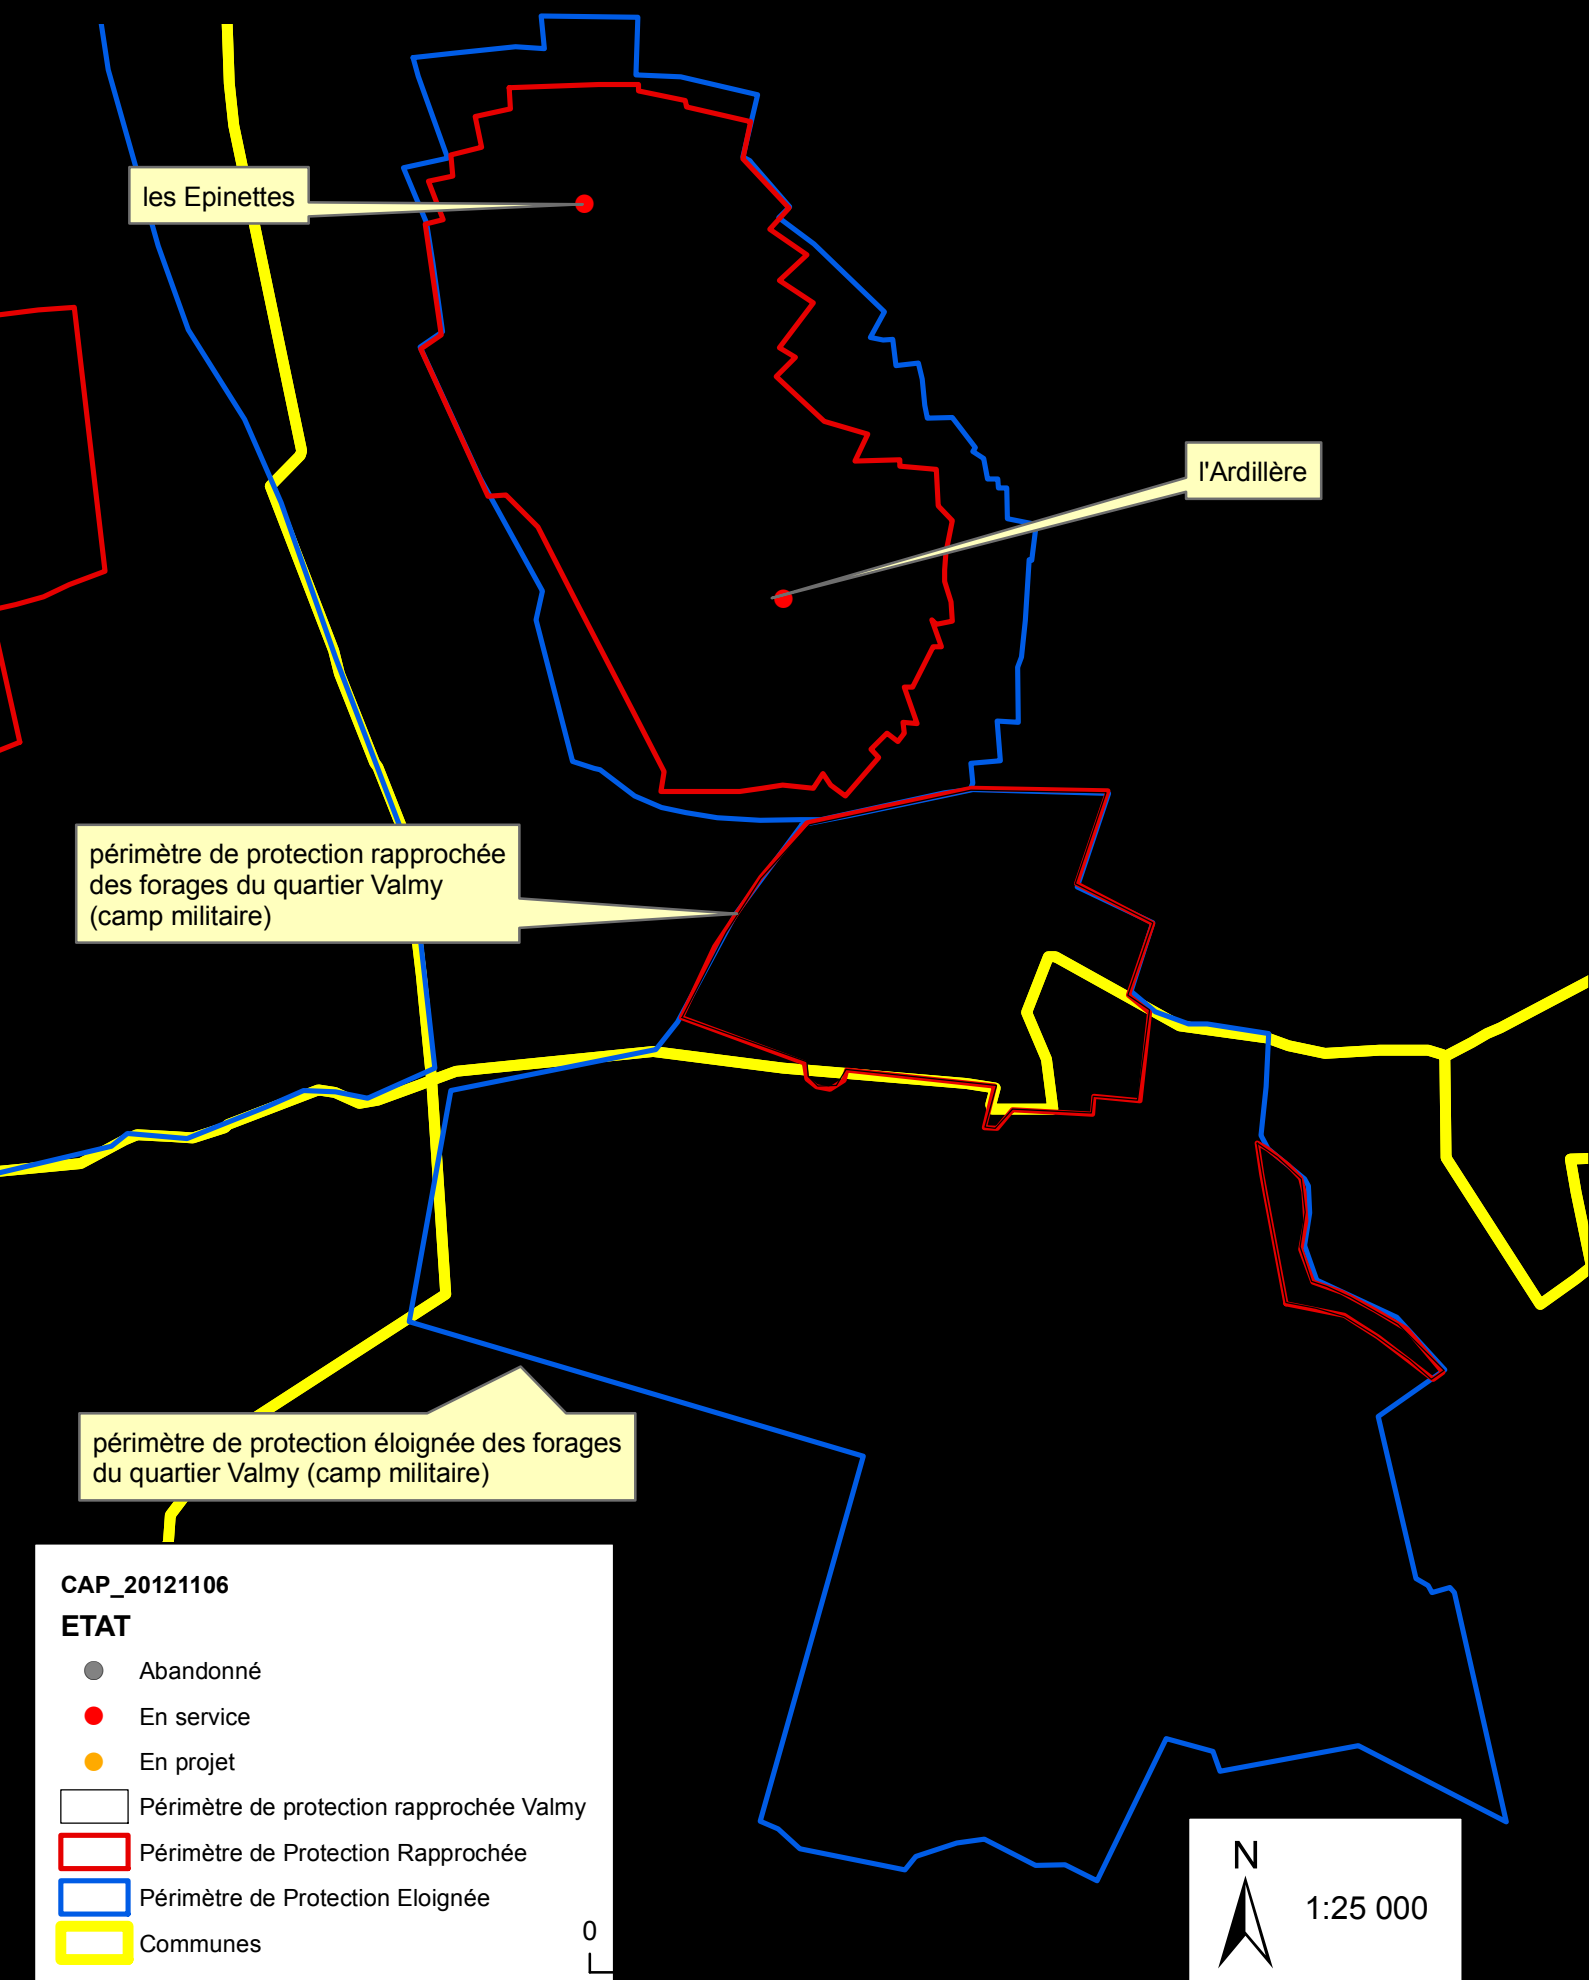 les Epinettes
l'Ardillère
périmètre de protection rapprochée
des forages du quartier Valmy
(camp militaire)
périmètre de protection éloignée des forages
du quartier Valmy (camp militaire)
CAP_20121106
ETAT
Abandonné
En service
En projet
Périmètre de protection rapprochée Valmy
Périmètre de Protection Rapprochée
Périmètre de Protection Eloignée
Communes
0
N
1:25 000